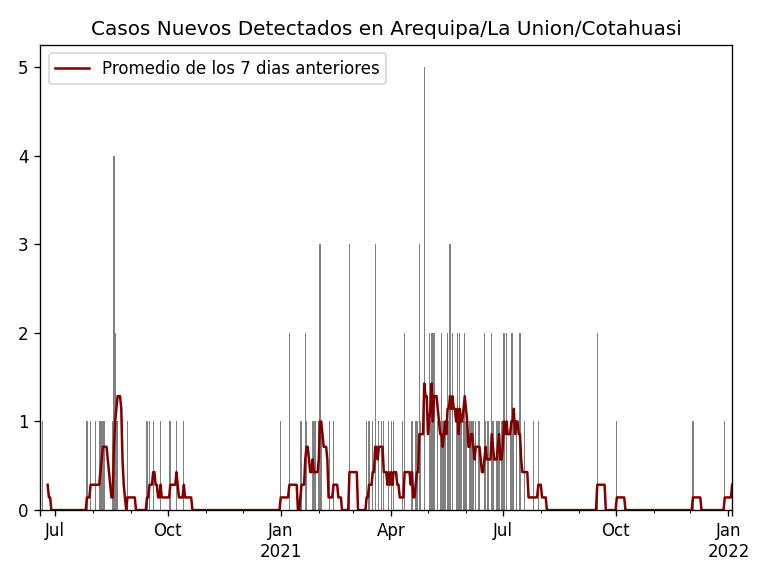 Casos Nuevos Detectados en Arequipa/La Union/Cotahuasi
Promedio de los 7 dias anteriores
5
4
3
2
1
0
Jul Oct Jan Apr Jul Oct Jan
2021 2022